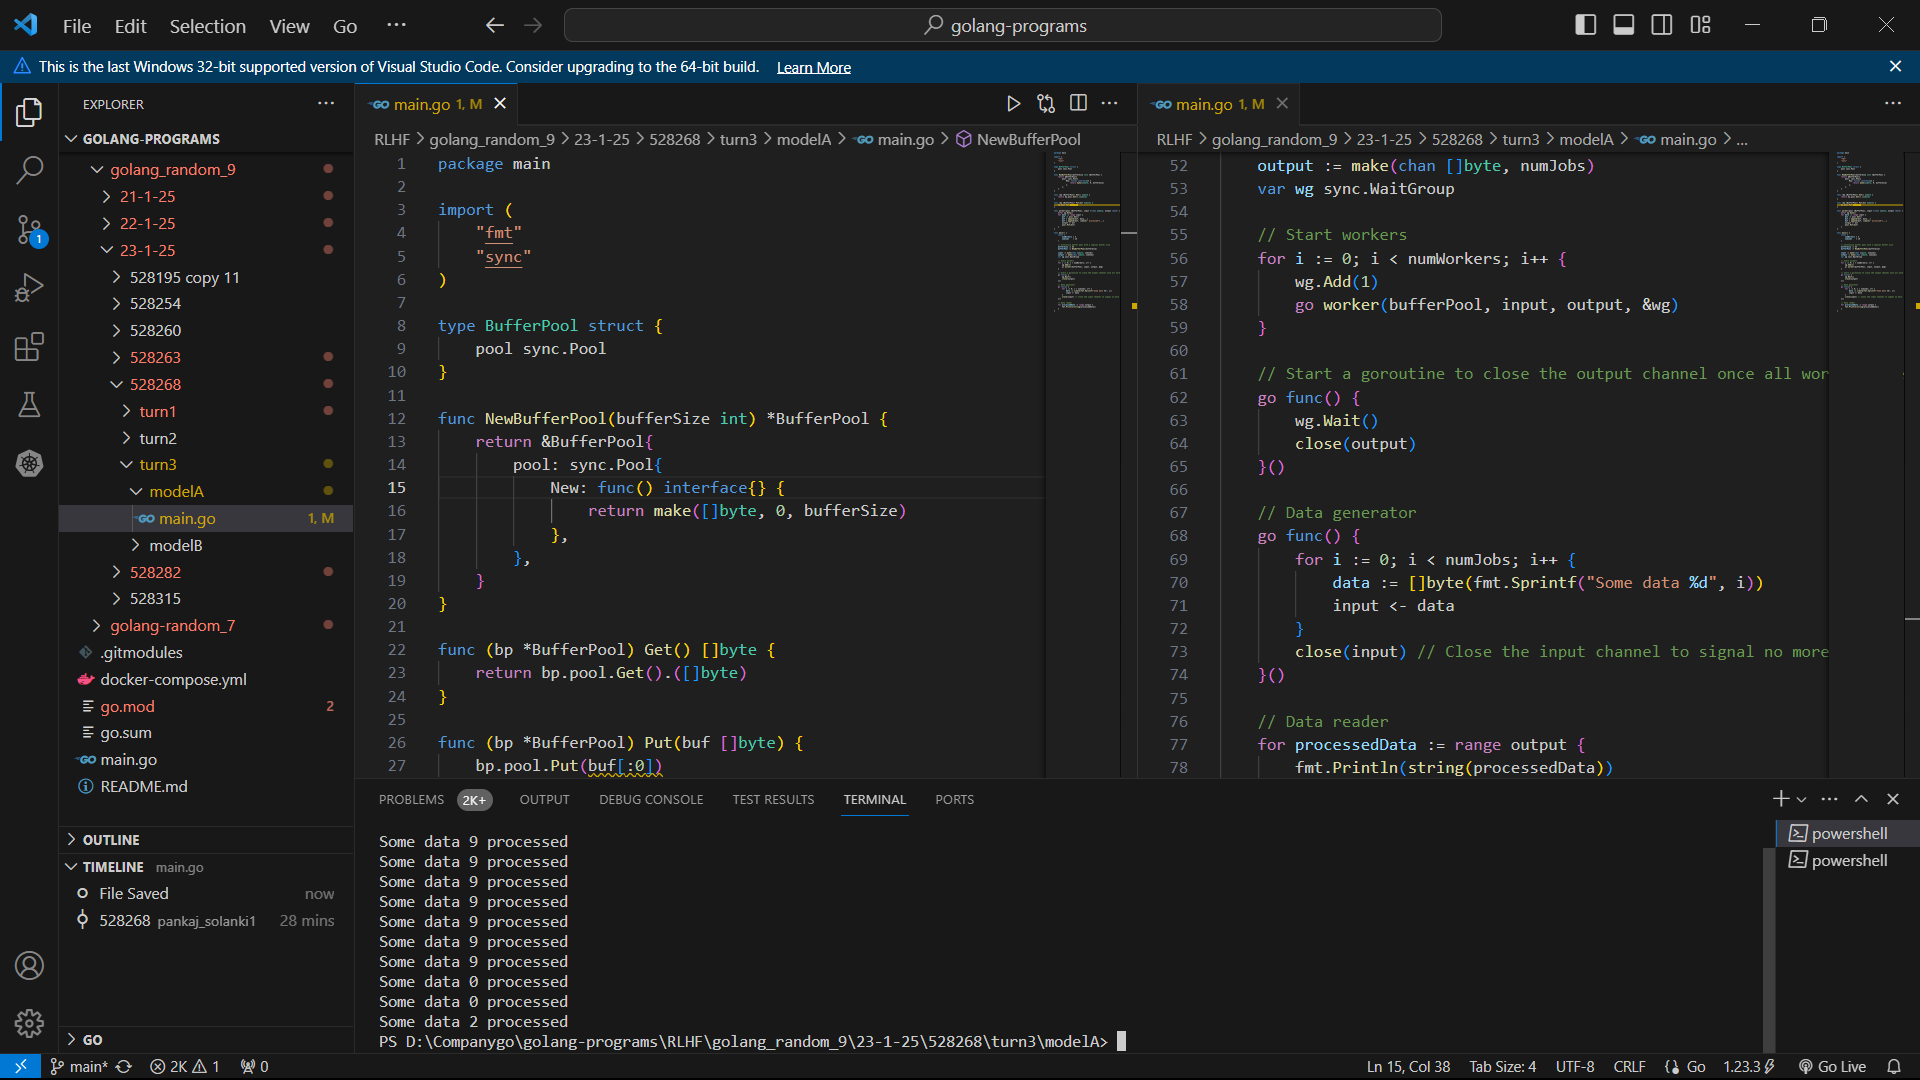 File Edit Selection View Go ···
golang-programs
This is the last Windows 32-bit supported version of Visual Studio Code. Consider upgrading to the 64-bit build. Learn More
EXPLORER
GOLANG-PROGRAMS
golang_random_9
21-1-25
22-1-25
23-1-25
528195 copy 11
528254
528260
528263
528268
turn1
turn2
turn3
modelA
main.go 1, M
modelB
528282
528315
golang-random_7
.gitmodules
docker-compose.yml
go.mod 2
go.sum
main.go
README.md
OUTLINE
TIMELINE main.go
File Saved now
528268 pankaj_solanki1 28 mins
GO
main.go 1, M
RLHF > golang_random_9 > 23-1-25 > 528268 > turn3 > modelA > main.go > NewBufferPool
1 package main
2
3 import (
4 "fmt"
5 "sync"
6 )
7
8 type BufferPool struct {
9 pool sync.Pool
10 }
11
12 func NewBufferPool(bufferSize int) *BufferPool {
13 return &BufferPool{
14 pool: sync.Pool{
15 New: func() interface{} {
16 return make([]byte, 0, bufferSize)
17 },
18 },
19 }
20 }
21
22 func (bp *BufferPool) Get() []byte {
23 return bp.pool.Get().([]byte)
24 }
25
26 func (bp *BufferPool) Put(buf []byte) {
27 bp.pool.Put(buf[:0])
main.go 1, M
RLHF > golang_random_9 > 23-1-25 > 528268 > turn3 > modelA > main.go > ...
52 output := make(chan []byte, numJobs)
53 var wg sync.WaitGroup
54
55 // Start workers
56 for i := 0; i < numWorkers; i++ {
57 wg.Add(1)
58 go worker(bufferPool, input, output, &wg)
59 }
60
61 // Start a goroutine to close the output channel once all wor
62 go func() {
63 wg.Wait()
64 close(output)
65 }()
66
67 // Data generator
68 go func() {
69 for i := 0; i < numJobs; i++ {
70 data := []byte(fmt.Sprintf("Some data %d", i))
71 input <- data
72 }
73 close(input) // Close the input channel to signal no more
74 }()
75
76 // Data reader
77 for processedData := range output {
78 fmt.Println(string(processedData))
PROBLEMS 2K+ OUTPUT DEBUG CONSOLE TEST RESULTS TERMINAL PORTS
Some data 9 processed
Some data 9 processed
Some data 9 processed
Some data 9 processed
Some data 9 processed
Some data 9 processed
Some data 9 processed
Some data 0 processed
Some data 0 processed
Some data 2 processed
PS D:\Companygo\golang-programs\RLHF\golang_random_9\23-1-25\528268\turn3\modelA>
powershell
powershell
1
main* 2K 1 0 Ln 15, Col 38 Tab Size: 4 UTF-8 CRLF Go 1.23.3 Go Live